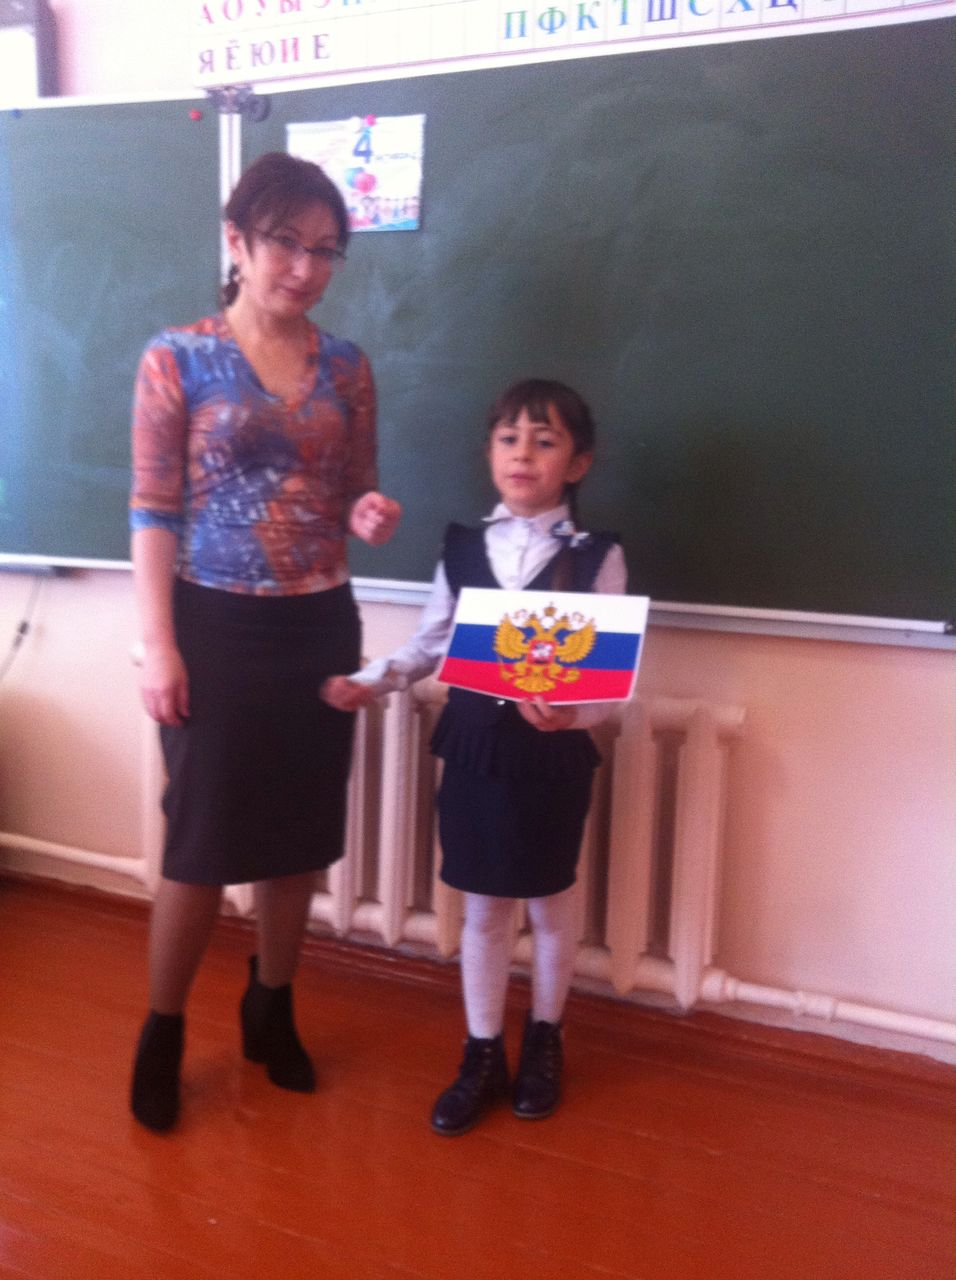 А О У Ы Э
П Ф К Т Ш С Х Ц
Я Ё Ю И Е
4